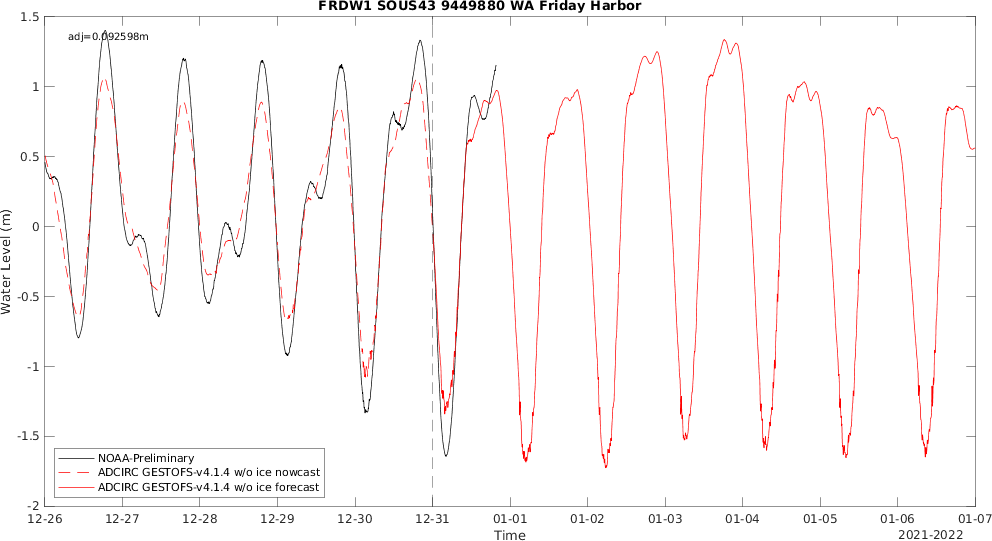 FRDW1 SOUS43 9449880 WA Friday Harbor
adj=0.092598m
1.5
1
0.5
0
-0.5
-1
-1.5
-2
Water Level (m)
NOAA-Preliminary
ADCIRC GESTOFS-v4.1.4 w/o ice nowcast
ADCIRC GESTOFS-v4.1.4 w/o ice forecast
12-26 12-27 12-28 12-29 12-30 12-31 01-01 01-02 01-03 01-04 01-05 01-06 01-07
Time
2021-2022